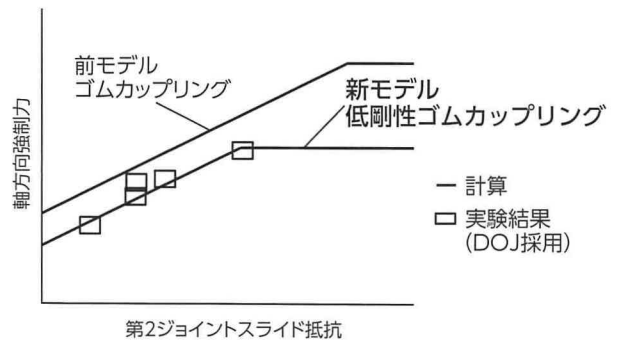 前モデル
ゴムカップリング
新モデル
低剛性ゴムカップリング
軸方向強制力
計算
実験結果
(DOJ採用)
第2ジョイントスライド抵抗